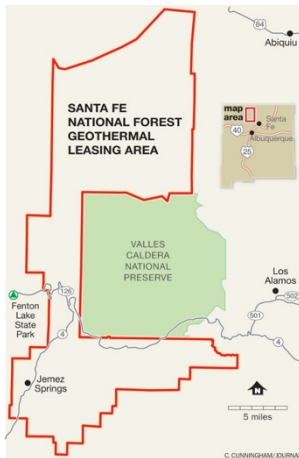 84
Abiquiu
SANTA FE
NATIONAL FOREST
GEOTHERMAL
LEASING AREA
map
area
Santa
Fe
40
Albuquerque
25
VALLES
CALDERA
NATIONAL
PRESERVE
Los
Alamos
126
502
501
Fenton
Lake
State
Park
4
4
Jemez
Springs
N
5 miles
C. CUNNINGHAM/JOURNAL